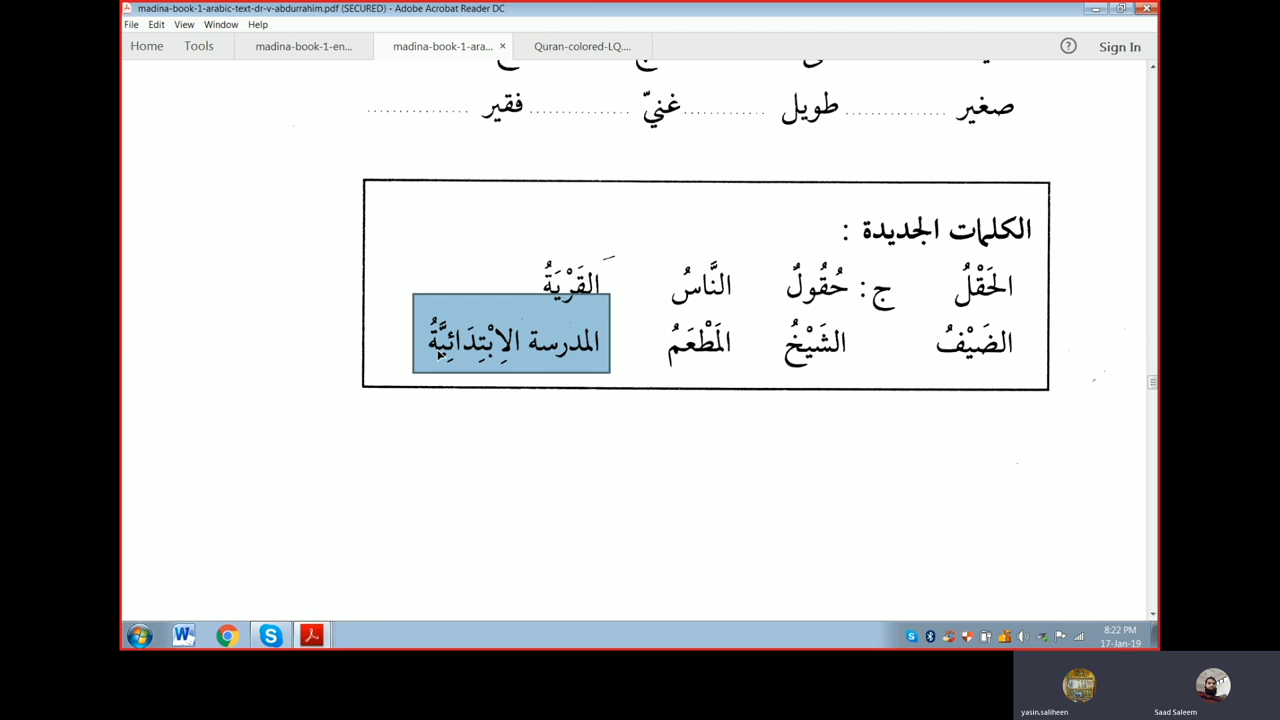 madina-book-1-arabic-text-dr-v-abdurrahim.pdf (SECURED) - Adobe Acrobat Reader DC
File Edit View Window Help
Home Tools madina-book-1-en... madina-book-1-ara... × Quran-colored-LQ.... ? Sign In
صغير .............. طويل ............ غنيّ .............. فقير ..............
الكلمات الجديدة :
الحَقْلُ ج : حُقُولٌ النَّاسُ القَرْيَةُ
الضَيْفُ الشَيْخُ المَطْعَمُ المدرسة الِابْتِدَائِيَّةُ
8:22 PM
17-Jan-19
yasin.saliheen Saad Saleem